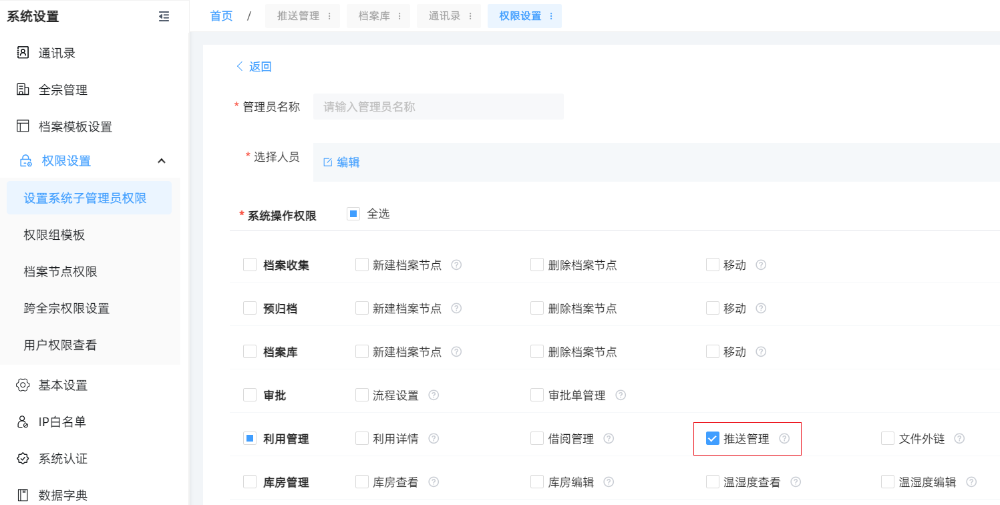 系统设置
首页 / 推送管理 档案库 通讯录 权限设置
通讯录
全宗管理
档案模板设置
权限设置
设置系统子管理员权限
权限组模板
档案节点权限
跨全宗权限设置
用户权限查看
基本设置
IP白名单
系统认证
数据字典
返回
* 管理员名称 请输入管理员名称
* 选择人员 编辑
* 系统操作权限 全选
档案收集 新建档案节点 ? 删除档案节点 移动 ?
预归档 新建档案节点 ? 删除档案节点 移动 ?
档案库 新建档案节点 ? 删除档案节点 移动 ?
审批 流程设置 ? 审批单管理 ?
利用管理 利用详情 ? 借阅管理 ? 推送管理 ? 文件外链 ?
库房管理 库房查看 ? 库房编辑 ? 温湿度查看 ? 温湿度编辑 ?